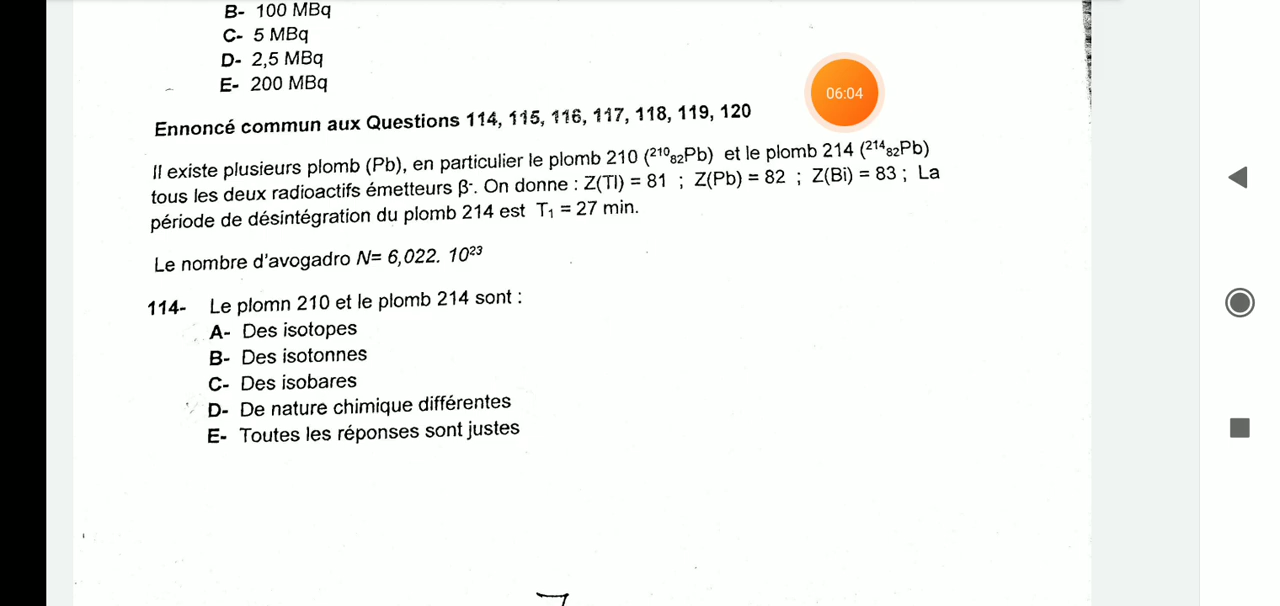 B- 100 MBq
C- 5 MBq
D- 2,5 MBq
E- 200 MBq
06:04
Ennoncé commun aux Questions 114, 115, 116, 117, 118, 119, 120
Il existe plusieurs plomb (Pb), en particulier le plomb 210 (²¹⁰₈₂Pb) et le plomb 214 (²¹⁴₈₂Pb)
tous les deux radioactifs émetteurs β⁻. On donne : Z(Tl) = 81 ; Z(Pb) = 82 ; Z(Bi) = 83 ; La
période de désintégration du plomb 214 est T₁ = 27 min.
Le nombre d'avogadro N= 6,022. 10²³
114- Le plomn 210 et le plomb 214 sont :
A- Des isotopes
B- Des isotonnes
C- Des isobares
D- De nature chimique différentes
E- Toutes les réponses sont justes